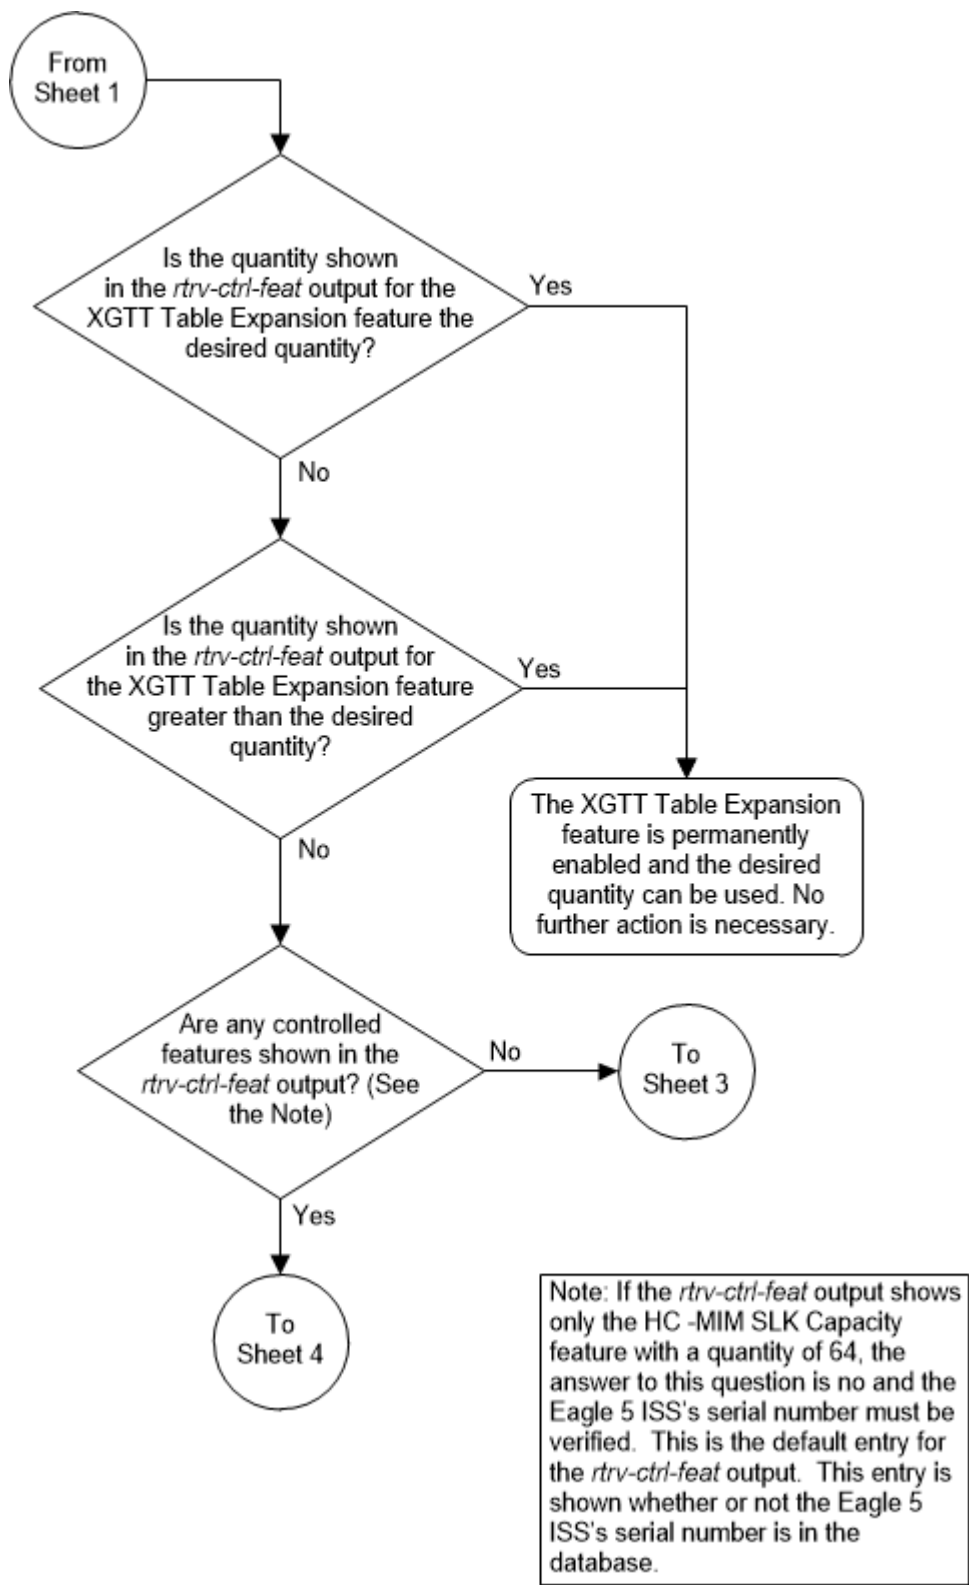 From
Sheet 1
Is the quantity shown
in the rtrv-ctrl-feat output for the
XGTT Table Expansion feature the
desired quantity?
Yes
No
Is the quantity shown
in the rtrv-ctrl-feat output for
the XGTT Table Expansion feature
greater than the desired
quantity?
Yes
No
The XGTT Table Expansion
feature is permanently
enabled and the desired
quantity can be used. No
further action is necessary.
Are any controlled
features shown in the
rtrv-ctrl-feat output? (See
the Note)
No
To
Sheet 3
Yes
To
Sheet 4
Note: If the rtrv-ctrl-feat output shows
only the HC -MIM SLK Capacity
feature with a quantity of 64, the
answer to this question is no and the
Eagle 5 ISS's serial number must be
verified.  This is the default entry for
the rtrv-ctrl-feat output.  This entry is
shown whether or not the Eagle 5
ISS's serial number is in the
database.